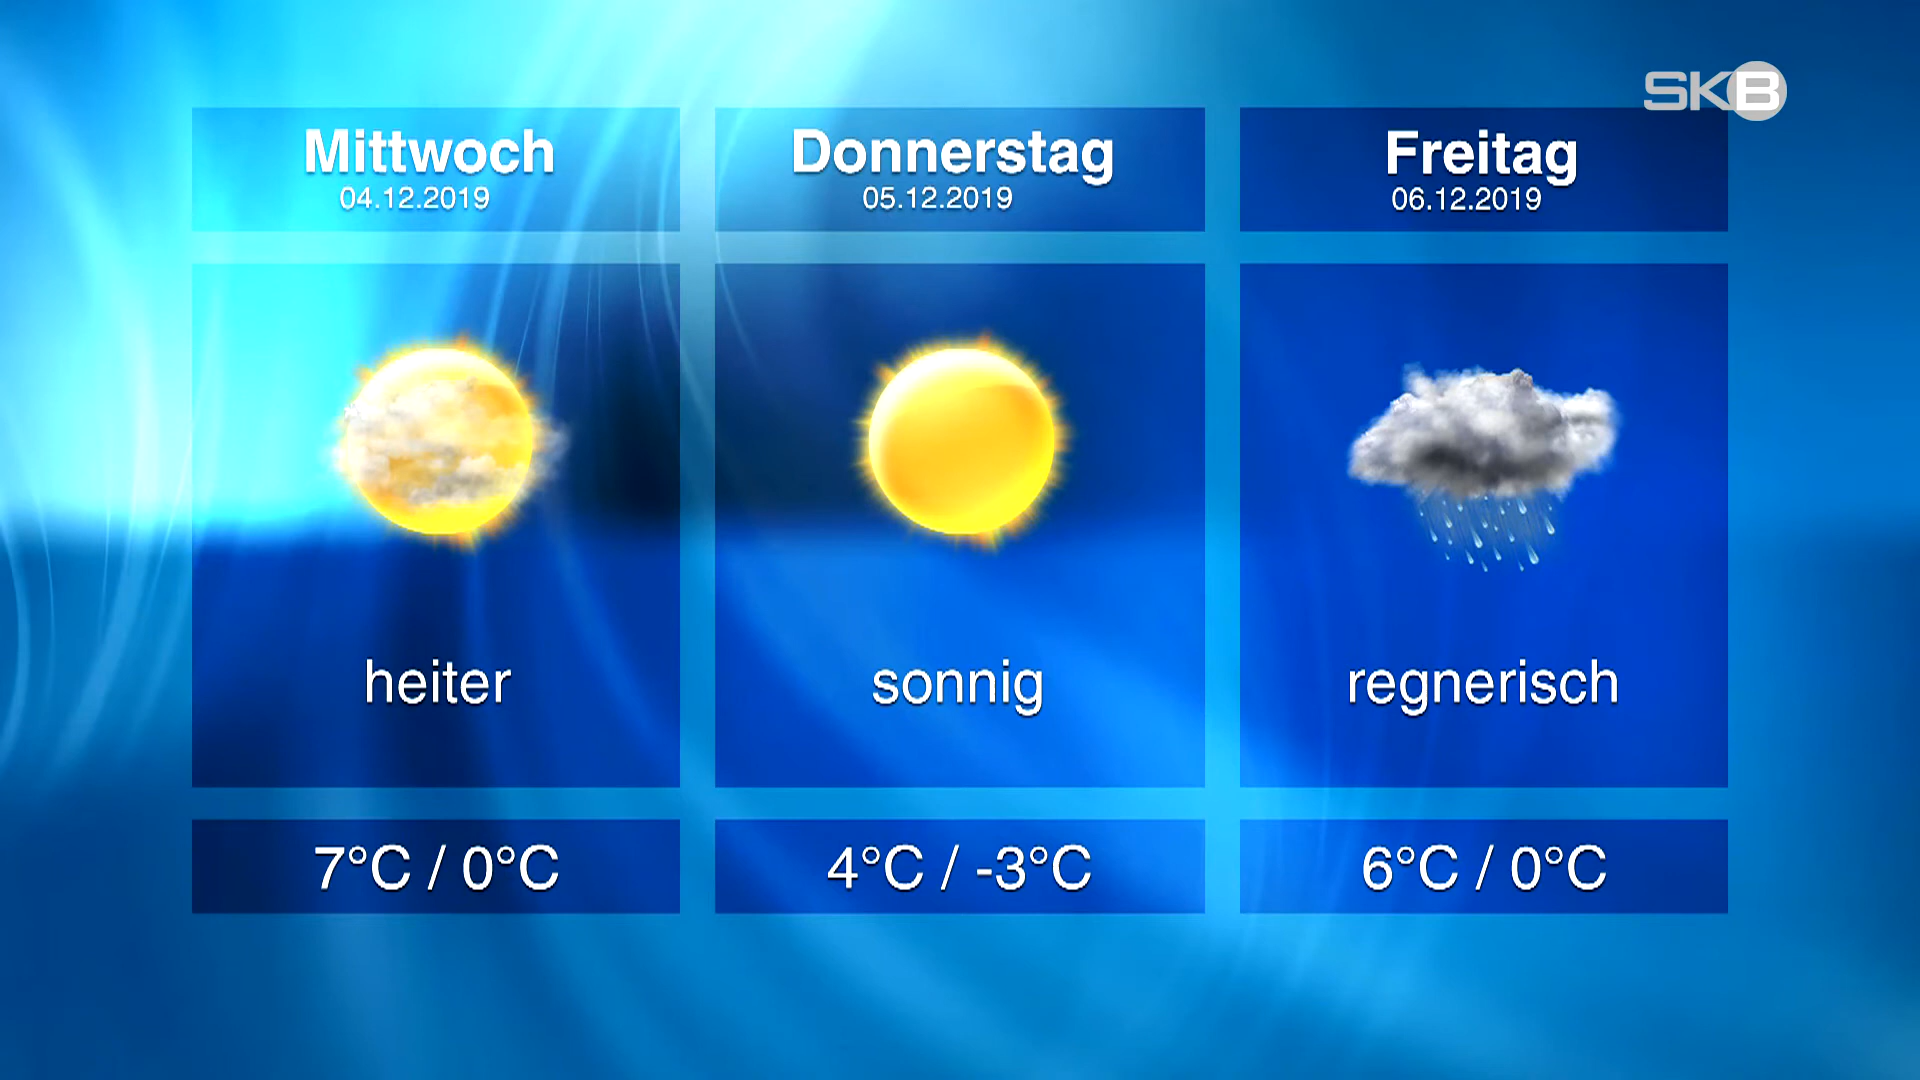 SKB
Mittwoch
04.12.2019
Donnerstag
05.12.2019
Freitag
06.12.2019
heiter
sonnig
regnerisch
7°C / 0°C
4°C / -3°C
6°C / 0°C